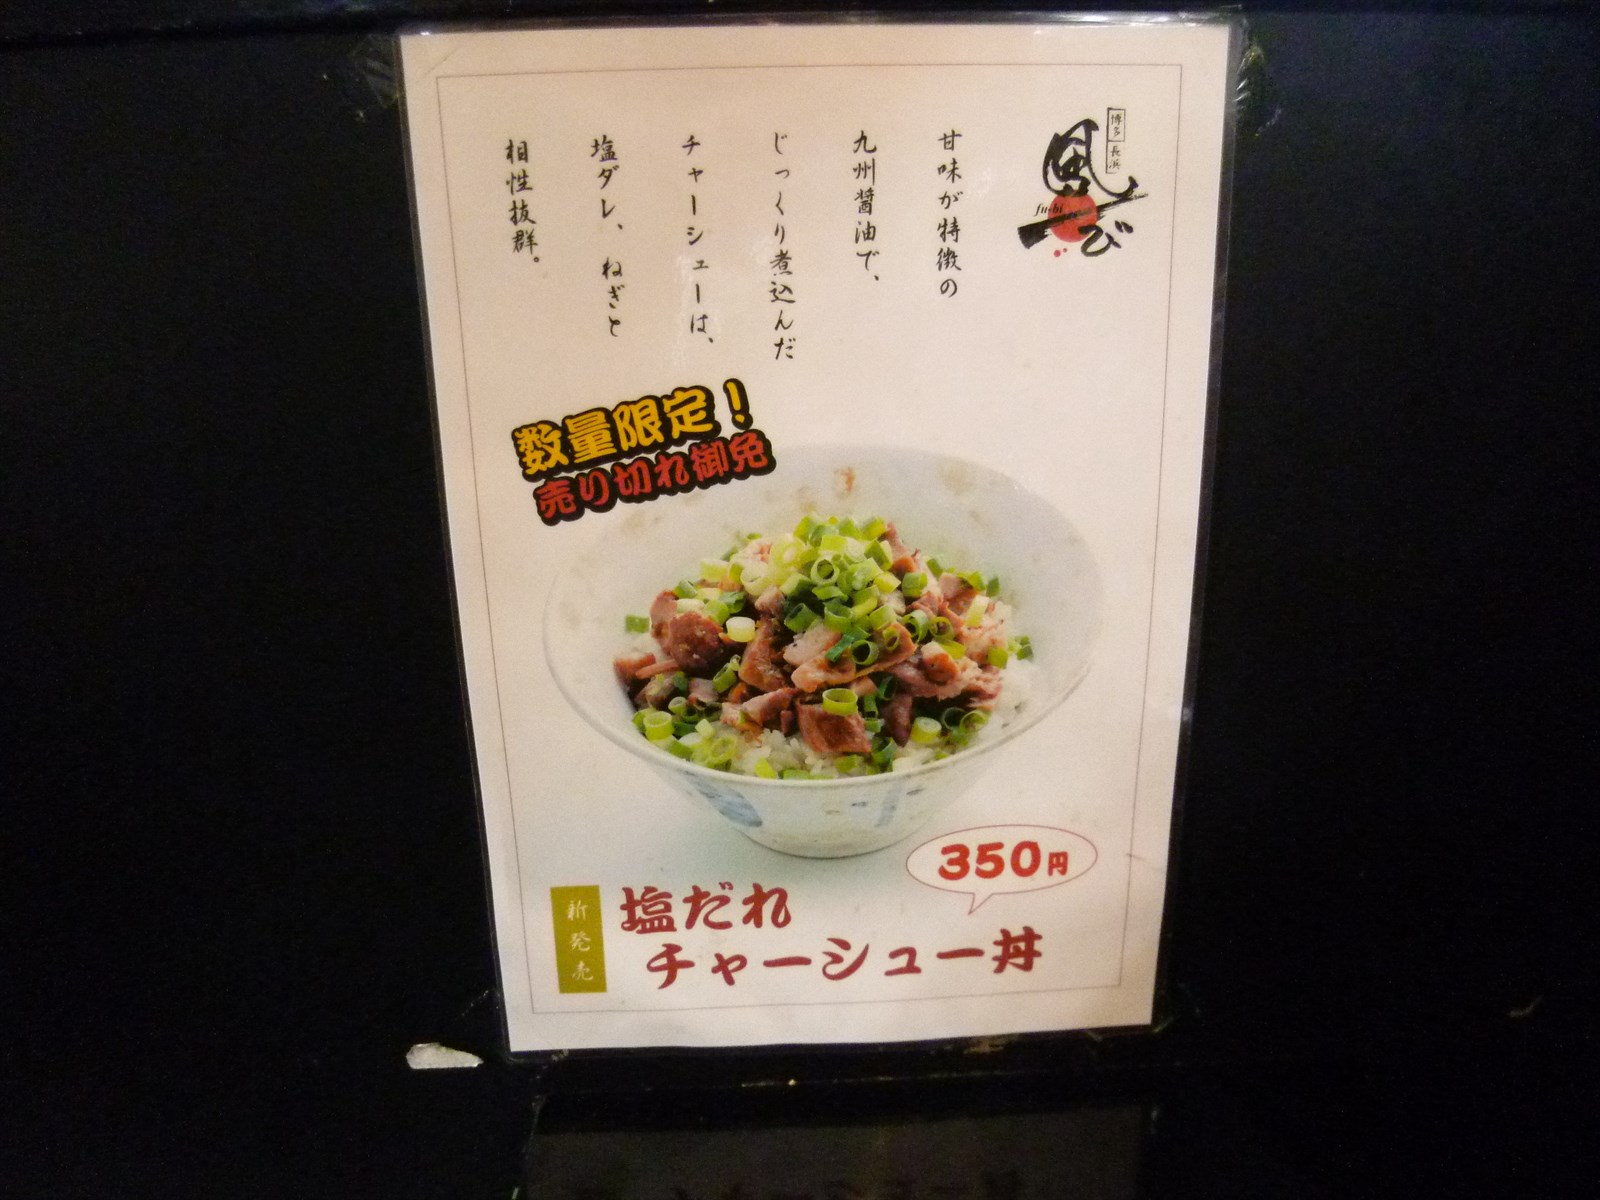 博多
長浜
風び
fu-bi
甘味が特徴の
九州醤油で、
じっくり煮込んだ
チャーシューは、
塩ダレ、ねぎと
相性抜群。
数量限定!
売り切れ御免
350円
新発売
塩だれ
チャーシュー丼